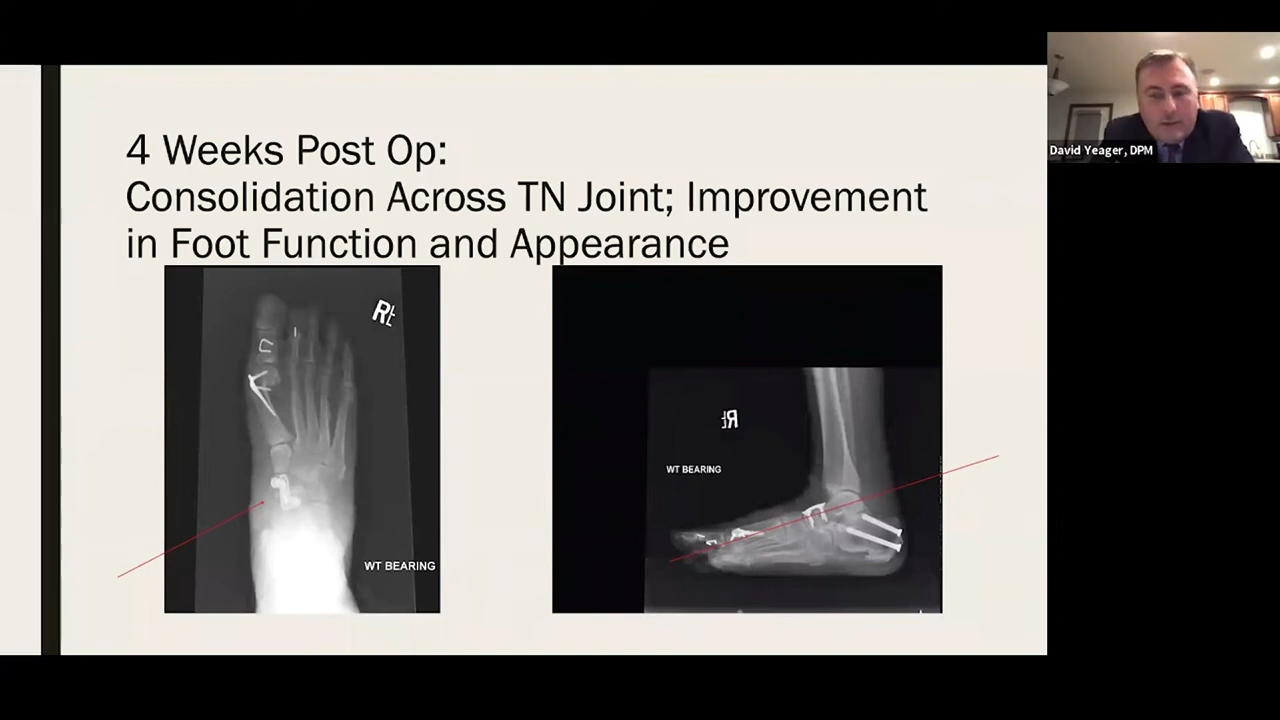 4 Weeks Post Op:
Consolidation Across TN Joint; Improvement
in Foot Function and Appearance
David Yeager, DPM
WT BEARING
WT BEARING